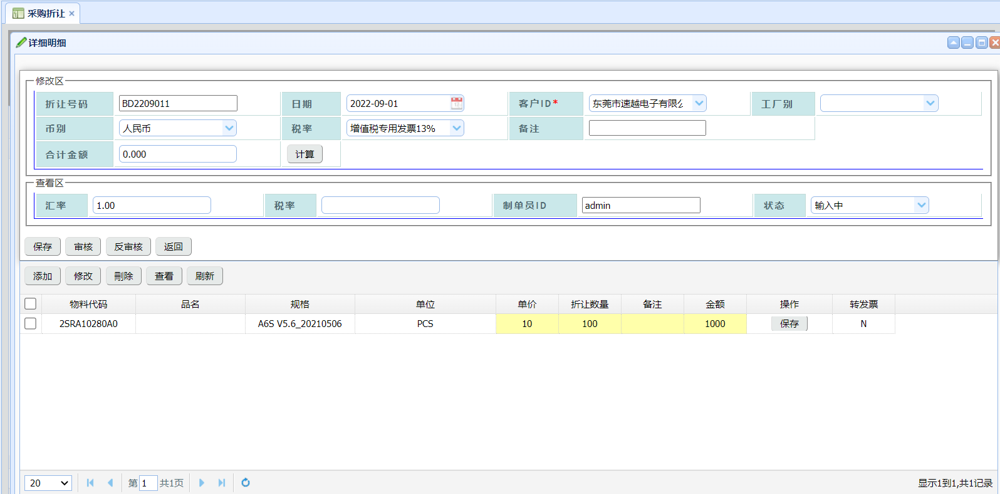 采购折让
详细明细
修改区
折让号码 BD2209011 日期 2022-09-01 客户ID* 东莞市速越电子有限 工厂别
币别 人民币 税率 增值税专用发票13% 备注
合计金额 0.000 计算
查看区
汇率 1.00 税率 制单员ID admin 状态 输入中
保存 审核 反审核 返回
添加 修改 刪除 查看 刷新
物料代码 品名 规格 单位 单价 折让数量 备注 金额 操作 转发票
2SRA10280A0 A6S V5.6_20210506 PCS 10 100 1000 保存 N
20 第 1 共1页 显示1到1,共1记录